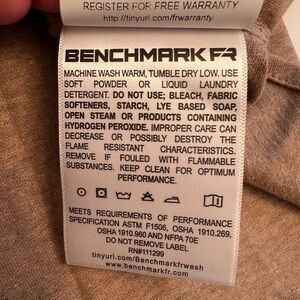 REGISTER FOR FREE WARRANTY
http://tinyurl.com/frwarranty
BENCHMARK FR
MACHINE WASH WARM, TUMBLE DRY LOW. USE
SOFT POWDER OR LIQUID LAUNDRY
DETERGENT. DO NOT USE; BLEACH, FABRIC
SOFTENERS, STARCH, LYE BASED SOAP,
OPEN STEAM OR PRODUCTS CONTAINING
HYDROGEN PEROXIDE. IMPROPER CARE CAN
DECREASE OR POSSIBLY DESTROY THE
FLAME RESISTANT CHARACTERISTICS.
REMOVE IF FOULED WITH FLAMMABLE
SUBSTANCES. KEEP CLEAN FOR OPTIMUM
PERFORMANCE.
MEETS REQUIREMENTS OF PERFORMANCE
SPECIFICATION ASTM F1506, OSHA 1910.269,
OSHA 1910.960 AND NFPA 70E
DO NOT REMOVE LABEL
RN#111299
tinyurl.com/Benchmarkfrwash
www.benchmarkfr.com